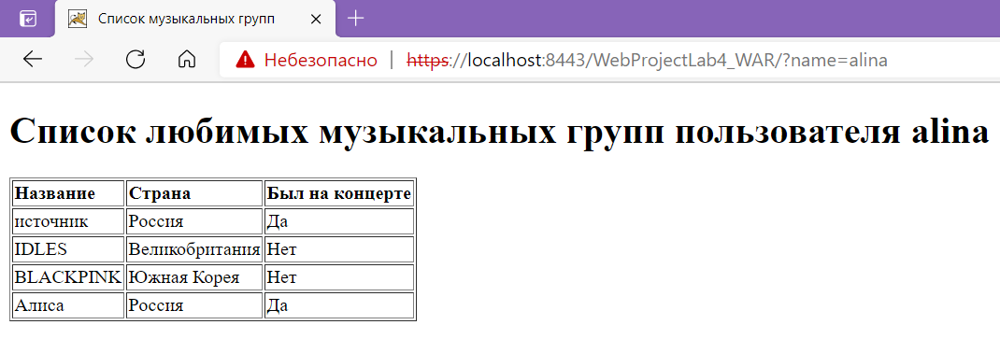 Список музыкальных групп
Небезопасно | https://localhost:8443/WebProjectLab4_WAR/?name=alina
Список любимых музыкальных групп пользователя alina
Название Страна Был на концерте
источник Россия Да
IDLES Великобритания Нет
BLACKPINK Южная Корея Нет
Алиса Россия Да